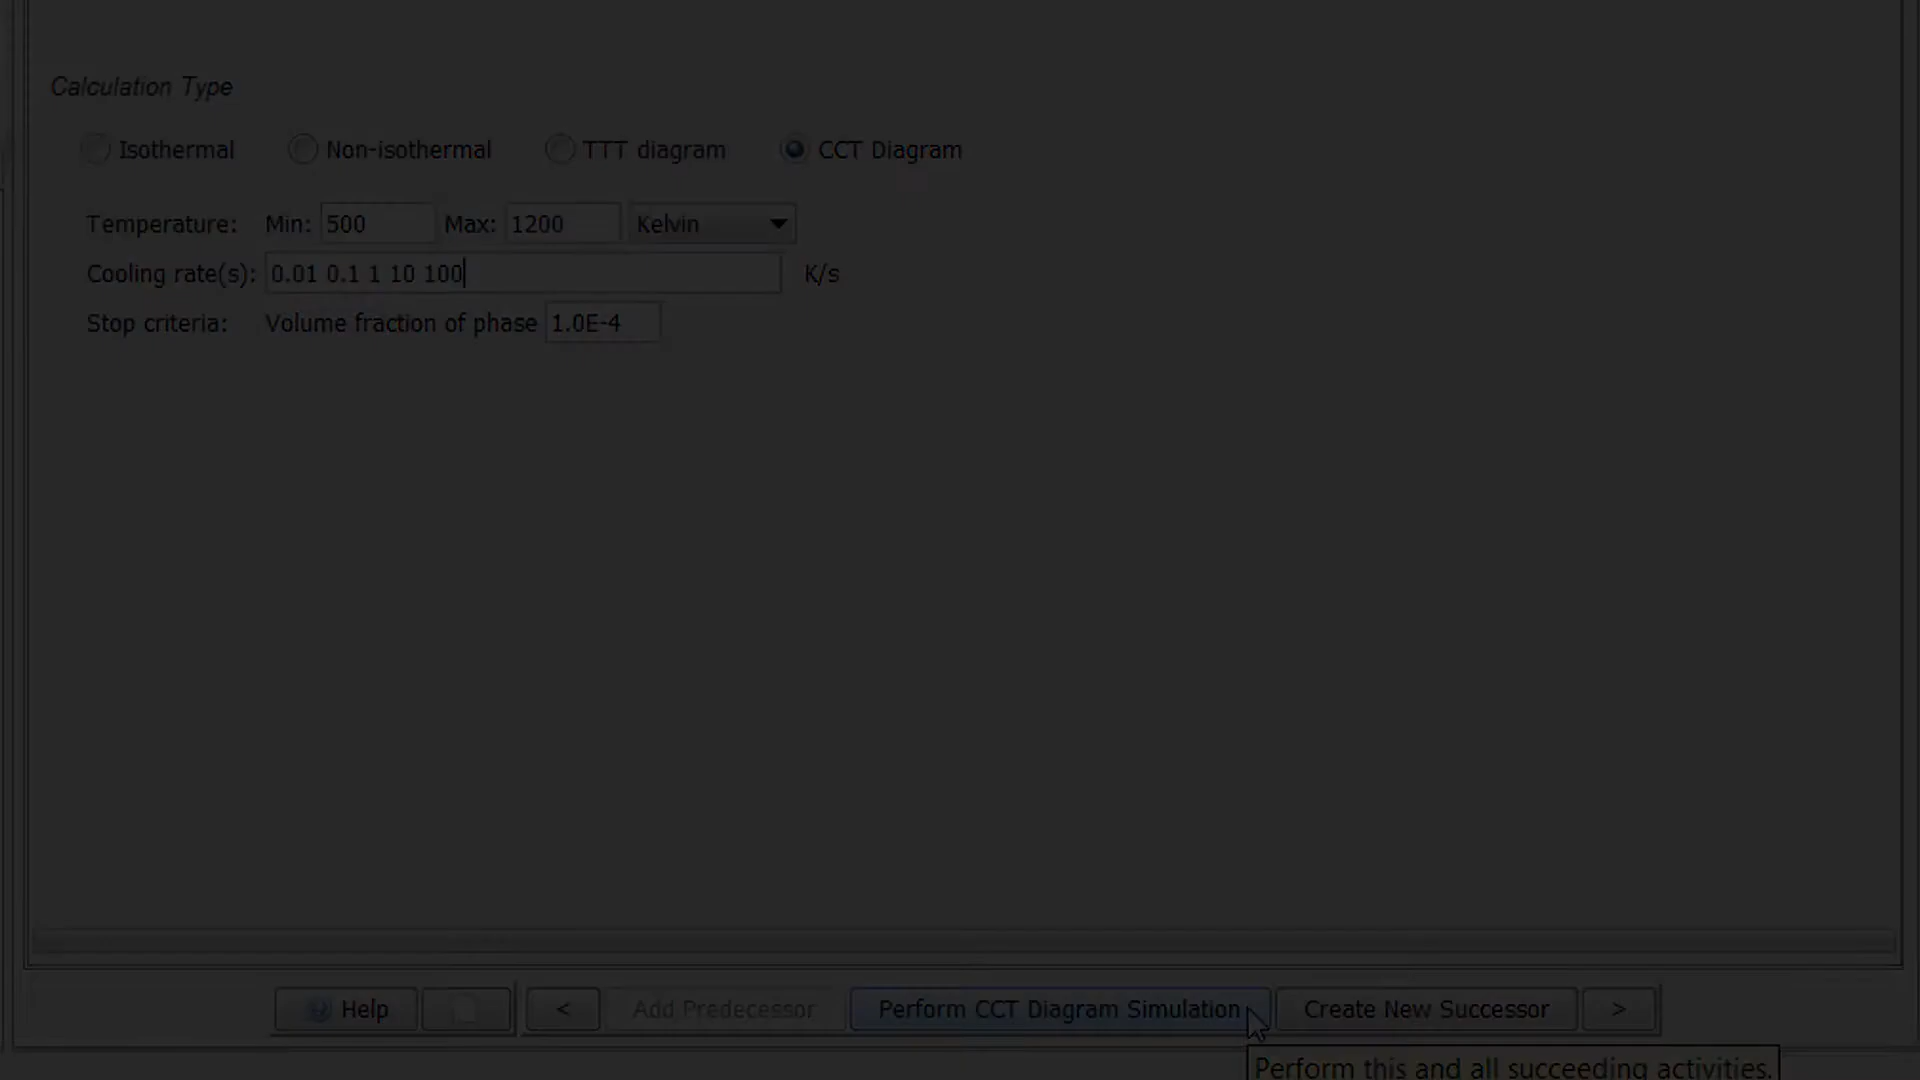 Calculation Type
Isothermal Non-isothermal TTT diagram CCT Diagram
Temperature: Min: 500 Max: 1200 Kelvin
Cooling rate(s): 0.01 0.1 1 10 100 K/s
Stop criteria: Volume fraction of phase 1.0E-4
Help < Add Predecessor Perform CCT Diagram Simulation Create New Successor >
Perform this and all succeeding activities.